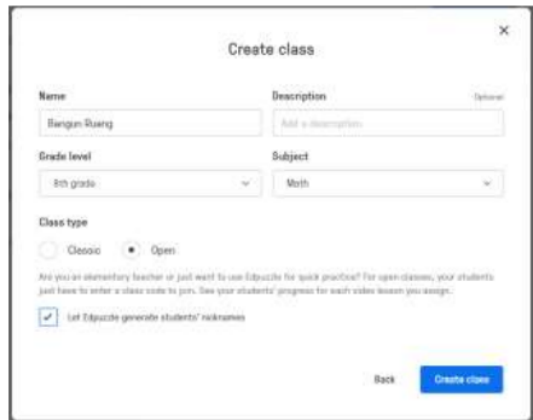 Create class
Name
Description
Optional
Bangun Ruang
Add a description
Grade level
Subject
8th grade
Math
Class type
Classic
Open
Are you an elementary teacher or just want to use Edpuzzle for quick practice? For open classes, your students
just have to enter a class code to join. See your students' progress for each video lesson you assign.
Let Edpuzzle generate students' nicknames
Back
Create class